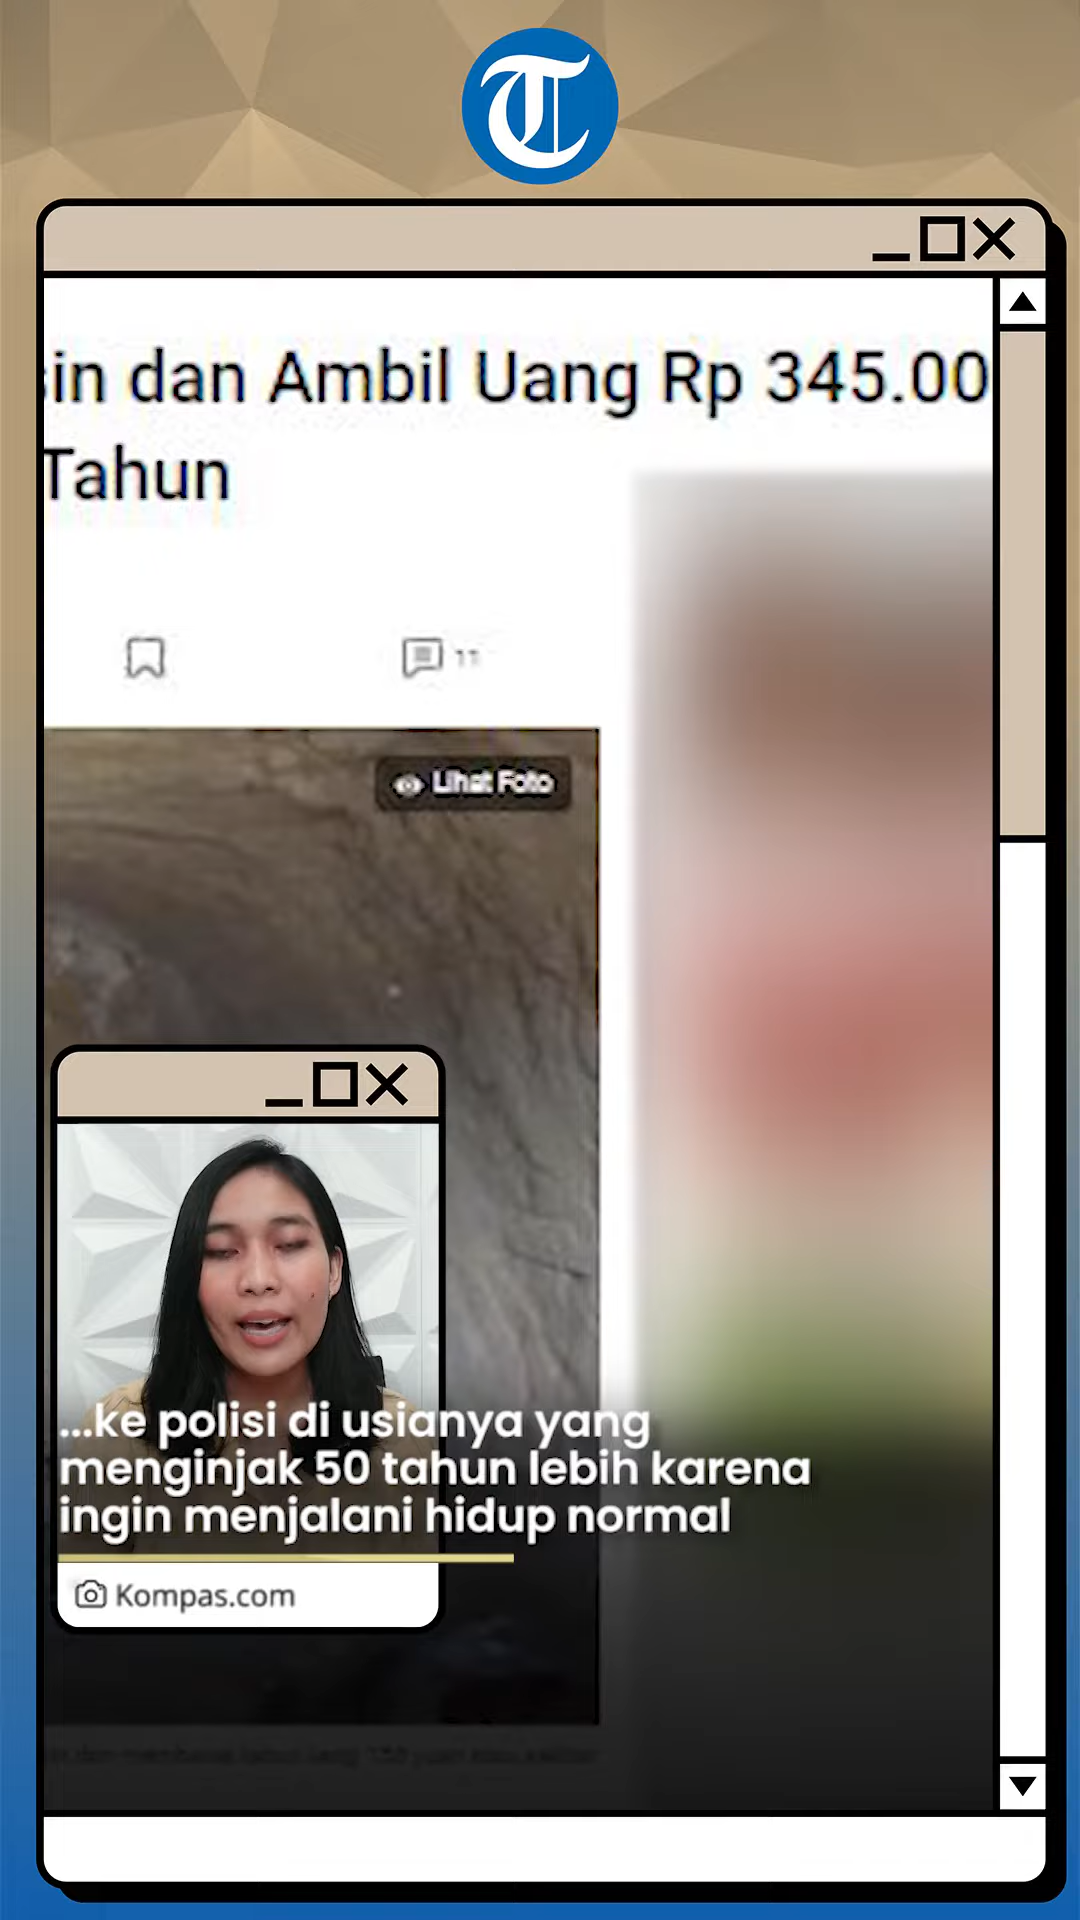 T
in dan Ambil Uang Rp 345.00
Tahun
11
Lihat Foto
...ke polisi di usianya yang
menginjak 50 tahun lebih karena
ingin menjalani hidup normal
Kompas.com